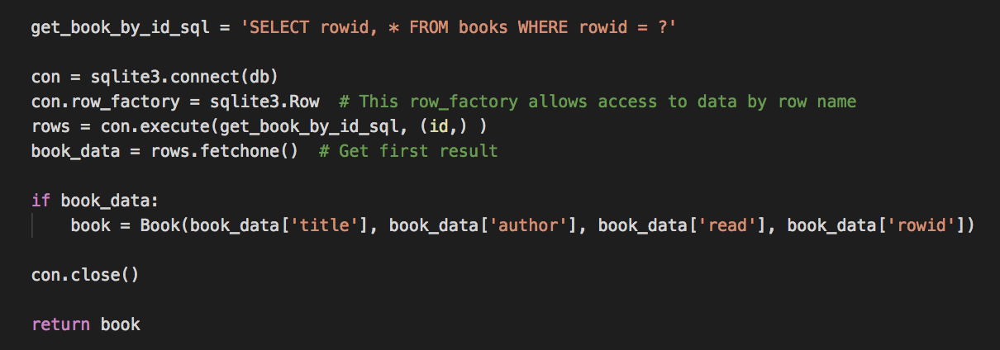 get_book_by_id_sql = 'SELECT rowid, * FROM books WHERE rowid = ?'
con = sqlite3.connect(db)
con.row_factory = sqlite3.Row  # This row_factory allows access to data by row name
rows = con.execute(get_book_by_id_sql, (id,) )
book_data = rows.fetchone()  # Get first result
if book_data:
    book = Book(book_data['title'], book_data['author'], book_data['read'], book_data['rowid'])
con.close()
return book